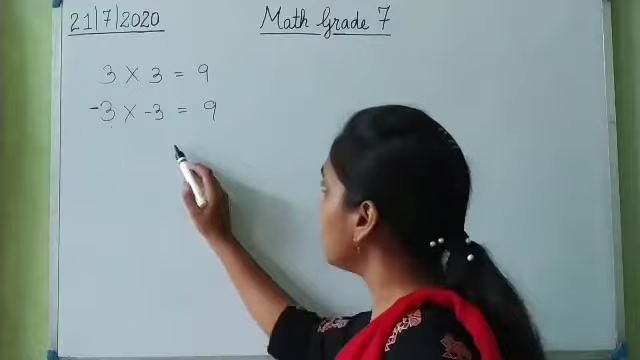 21/7/2020
Math Grade 7
3 × 3 = 9
-3 × -3 = 9